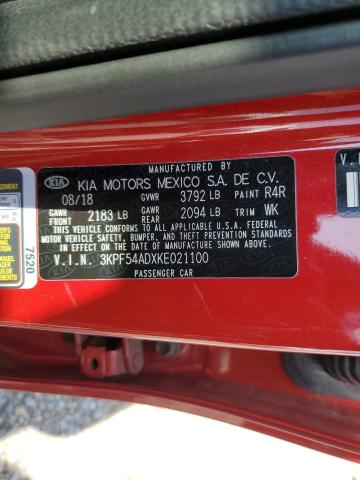 MANUFACTURED BY
KIA KIA MOTORS MEXICO S.A. DE C.V.
08/18 GVWR 3792 LB PAINT R4R
GAWR FRONT 2183 LB GAWR REAR 2094 LB TRIM WK
THIS VEHICLE CONFORMS TO ALL APPLICABLE U.S. FEDERAL
MOTOR VEHICLE SAFETY, BUMPER, AND THEFT PREVENTION
STANDARDS IN EFFECT ON THE DATE OF MANUFACTURE SHOWN ABOVE.
V.I.N. 3KPF54ADXKE021100
PASSENGER CAR
7520